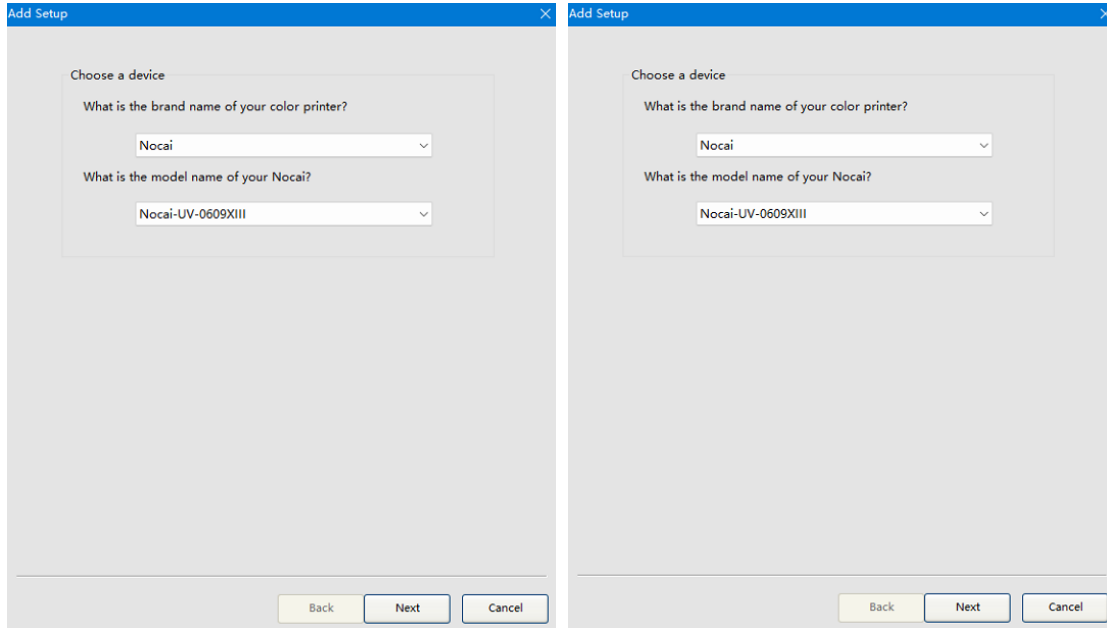 Add Setup
Choose a device
What is the brand name of your color printer?
Nocai
What is the model name of your Nocai?
Nocai-UV-0609XIII
Back Next Cancel
Add Setup
Choose a device
What is the brand name of your color printer?
Nocai
What is the model name of your Nocai?
Nocai-UV-0609XIII
Back Next Cancel